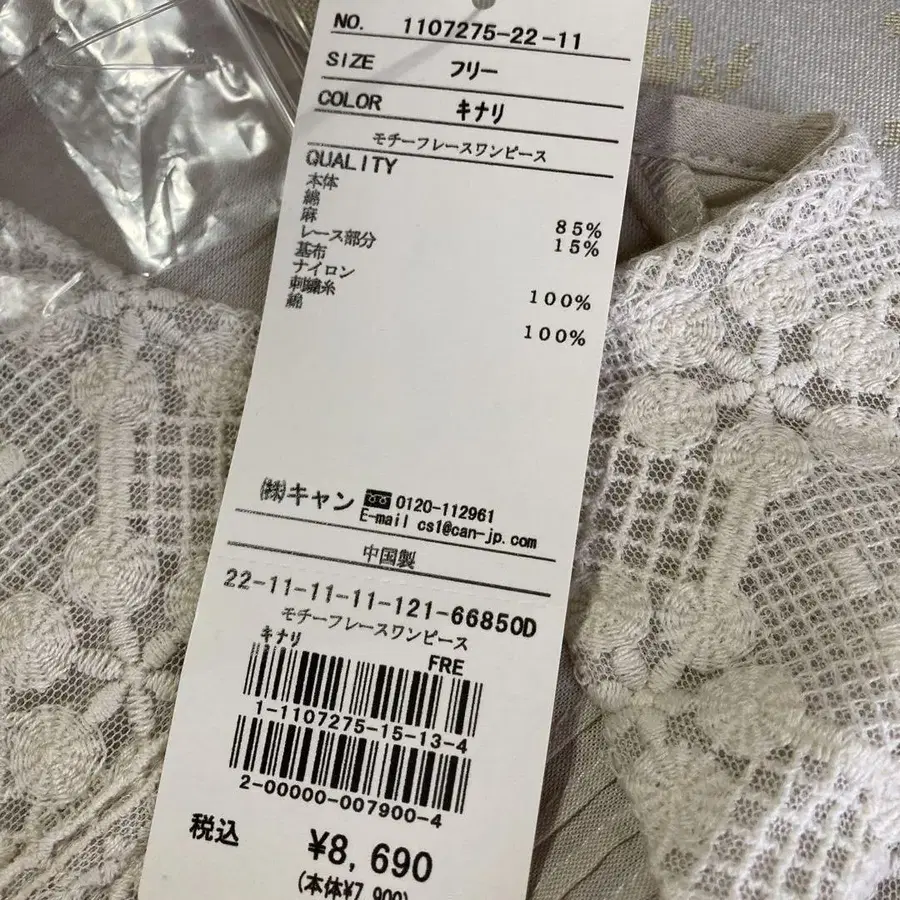 NO. 1107275-22-11
SIZE フリー
COLOR キナリ
モチーフレースワンピース
QUALITY
本体
綿 85%
麻 15%
レース部分
基布
ナイロン 100%
刺繍糸
綿 100%
㈱キャン 0120-112961
E-mail cs1@can-jp.com
中国製
22-11-11-11-121-66850D
モチーフレースワンピース
キナリ
FRE
1-1107275-15-13-4
2-00000-007900-4
税込 ¥8,690
(本体¥7,900)